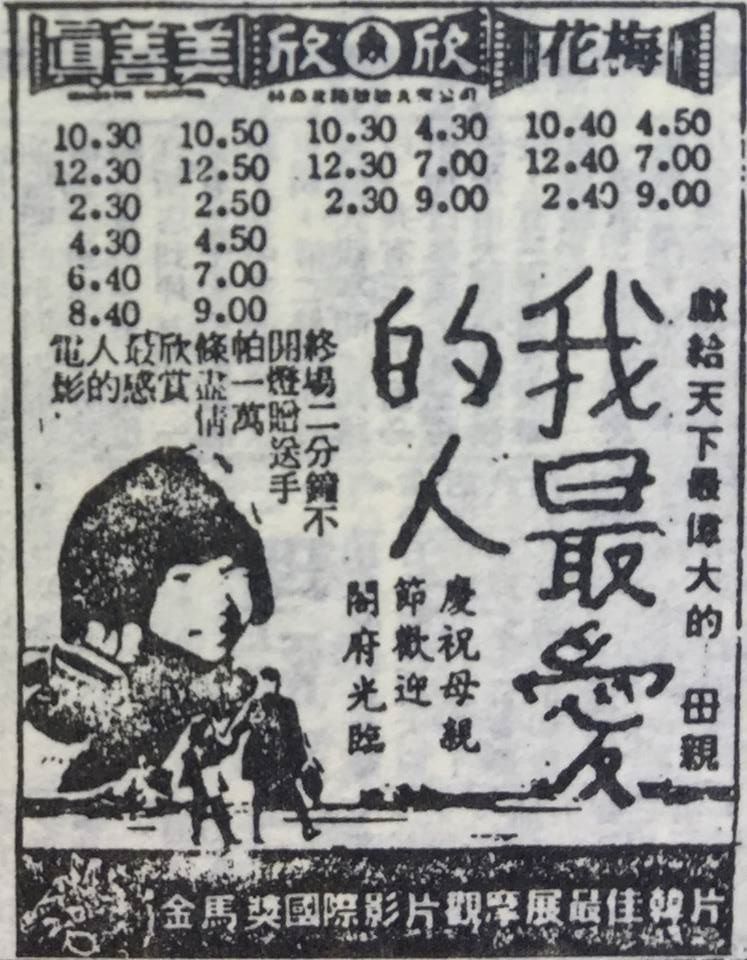 眞善美
欣欣
梅花
10.30 10.50
12.30 12.50
2.30 2.50
4.30 4.50
6.40 7.00
8.40 9.00
10.30 4.30
12.30 7.00
2.30 9.00
10.40 4.50
12.40 7.00
2.40 9.00
獻給天下最偉大的 母親
我最愛
的人
慶祝母親
節歡迎
閤府光臨
終場二分鐘不
開燈贈送手
帕一萬
條盡情
欣賞
最感
人的
電影
金馬獎國際影片觀摩展最佳韓片